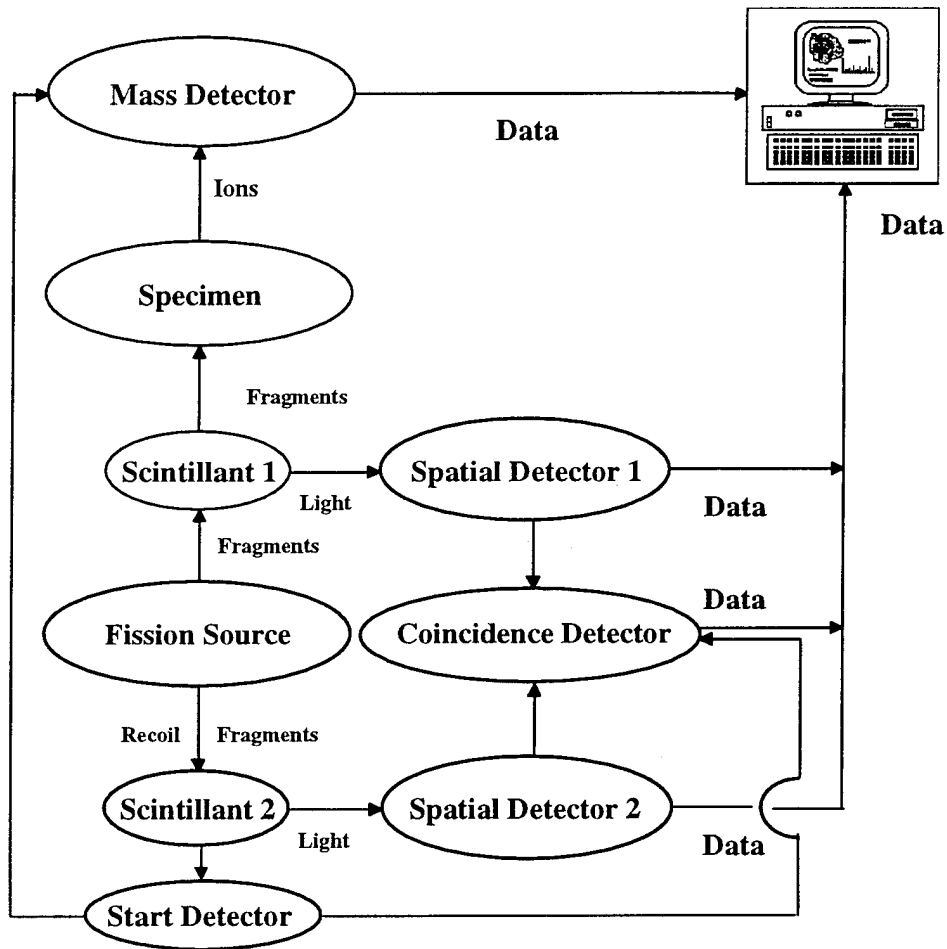 Mass Detector
Data
Ions
Data
Specimen
Fragments
Scintillant 1
Light
Spatial Detector 1
Data
Fragments
Fission Source
Coincidence Detector
Data
Recoil Fragments
Scintillant 2
Light
Spatial Detector 2
Data
Start Detector